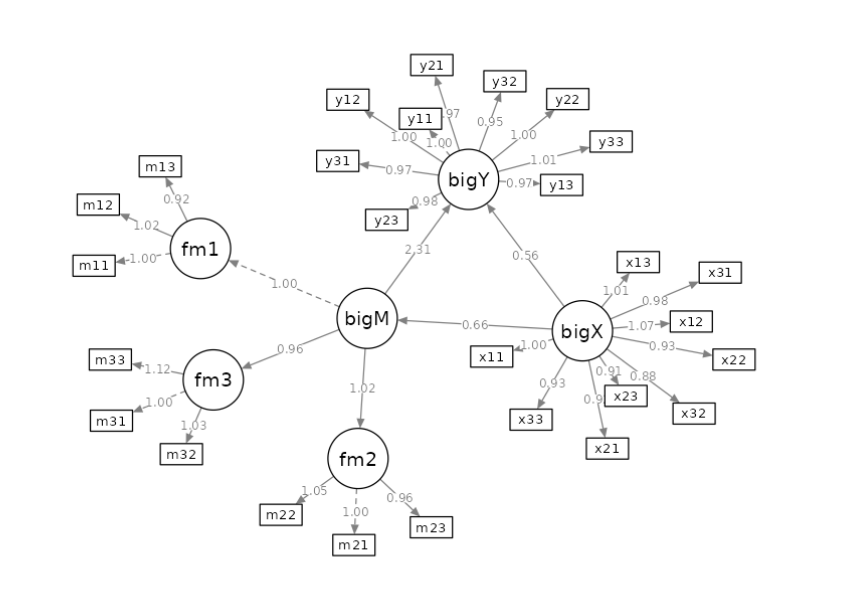 y21
y32
y12
y22
y11
.97
0.95
1.00
1.00
1.00
y33
y31
1.01
m13
0.97
bigY
0.97
y13
m12
0.92
0.98
y23
1.02
fm1
2.31
0.56
m11
1.00
x13
x31
1.00
1.01
0.98
bigM
0.66
bigX
1.07
x12
1.00
0.93
x11
x22
m33
0.96
1.12
fm3
1.02
0.93
0.91
0.88
x23
1.00
0.9
m31
x33
x32
1.03
m32
x21
fm2
1.05
0.96
m22
1.00
m23
m21